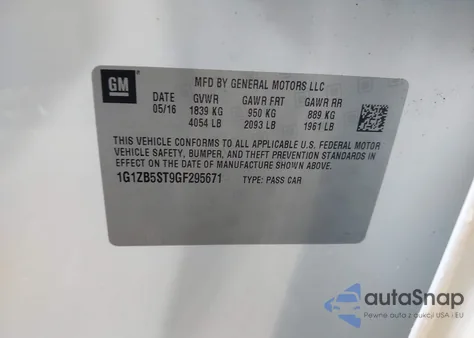 GM
MFD BY GENERAL MOTORS LLC
DATE GVWR GAWR FRT GAWR RR
05/16 1839 KG 950 KG 889 KG
4054 LB 2093 LB 1961 LB
THIS VEHICLE CONFORMS TO ALL APPLICABLE U.S. FEDERAL MOTOR
VEHICLE SAFETY, BUMPER, AND THEFT PREVENTION STANDARDS IN
EFFECT ON THE DATE OF MANUFACTURE SHOWN ABOVE.
1G1ZB5ST9GF295671 TYPE: PASS CAR
autoSnap
Pewne auta z aukcji USA i EU